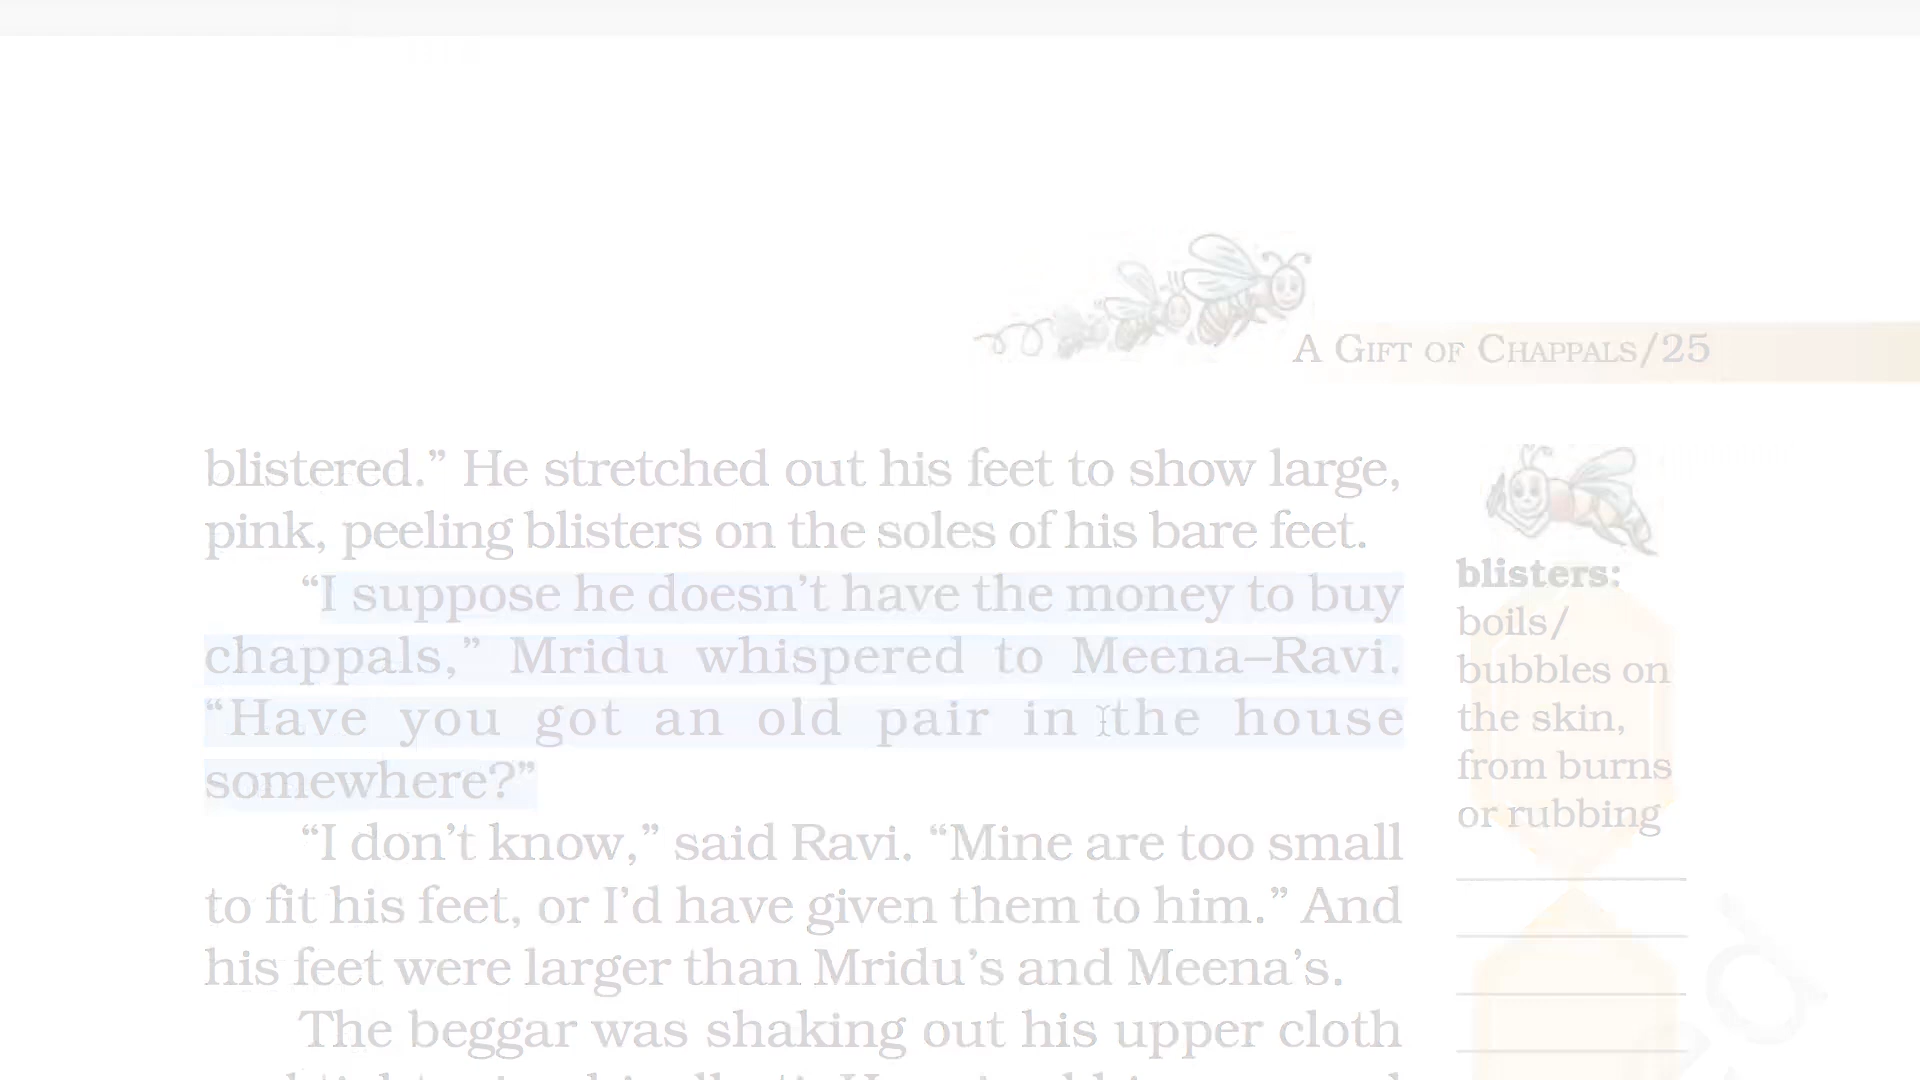 A GIFT OF CHAPPALS/25
blistered.” He stretched out his feet to show large,
pink, peeling blisters on the soles of his bare feet.
“I suppose he doesn’t have the money to buy
chappals,” Mridu whispered to Meena–Ravi.
“Have you got an old pair in the house
somewhere?”
“I don’t know,” said Ravi. “Mine are too small
to fit his feet, or I’d have given them to him.” And
his feet were larger than Mridu’s and Meena’s.
The beggar was shaking out his upper cloth
blisters:
boils/
bubbles on
the skin,
from burns
or rubbing